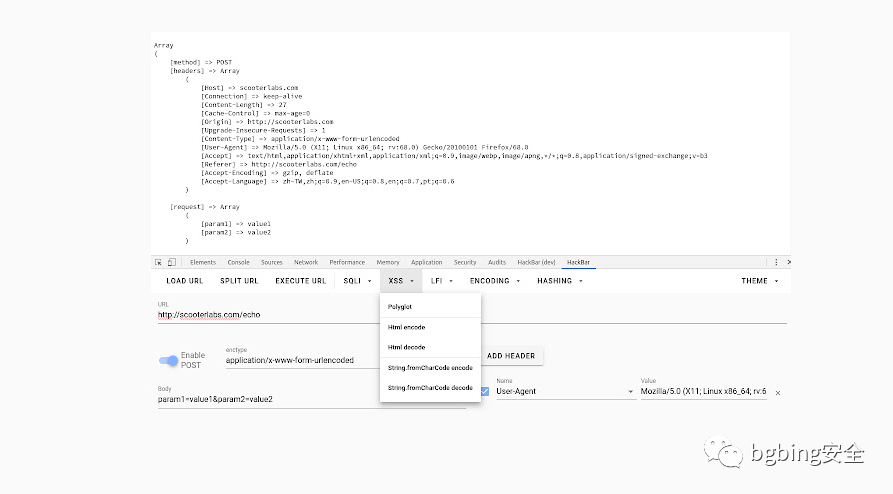 Array
(
[method] => POST
[headers] => Array
(
[Host] => scooterlabs.com
[Connection] => keep-alive
[Content-Length] => 27
[Cache-Control] => max-age=0
[Origin] => http://scooterlabs.com
[Upgrade-Insecure-Requests] => 1
[Content-Type] => application/x-www-form-urlencoded
[User-Agent] => Mozilla/5.0 (X11; Linux x86_64; rv:68.0) Gecko/20100101 Firefox/68.0
[Accept] => text/html,application/xhtml+xml,application/xml;q=0.9,image/webp,image/apng,*/*;q=0.8,application/signed-exchange;v=b3
[Referer] => http://scooterlabs.com/echo
[Accept-Encoding] => gzip, deflate
[Accept-Language] => zh-TW,zh;q=0.9,en-US;q=0.8,en;q=0.7,pt;q=0.6
)
[request] => Array
(
[param1] => value1
[param2] => value2
)
Elements Console Sources Network Performance Memory Application Security Audits HackBar (dev) HackBar
LOAD URL SPLIT URL EXECUTE URL SQLI XSS LFI ENCODING HASHING THEME
URL
http://scooterlabs.com/echo
Polyglot
Html encode
Html decode
String.fromCharCode encode
String.fromCharCode decode
Enable POST
enctype
application/x-www-form-urlencoded
ADD HEADER
Body
param1=value1&param2=value2
Name
User-Agent
Value
Mozilla/5.0 (X11; Linux x86_64; rv:6
bgbing安全